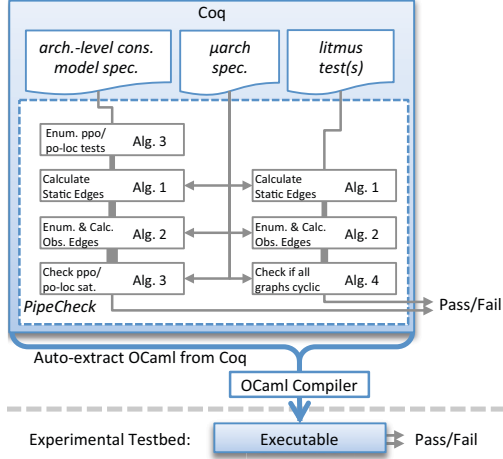 Coq
arch.-level cons.
model spec.
μarch
spec.
litmus
test(s)
Enum. ppo/
po-loc tests
Alg. 3
Calculate
Static Edges
Alg. 1
Calculate
Static Edges
Alg. 1
Enum. & Calc.
Obs. Edges
Alg. 2
Enum. & Calc.
Obs. Edges
Alg. 2
Check ppo/
po-loc sat.
Alg. 3
Check if all
graphs cyclic
Alg. 4
PipeCheck
Pass/Fail
Auto-extract OCaml from Coq
OCaml Compiler
Experimental Testbed:
Executable
Pass/Fail